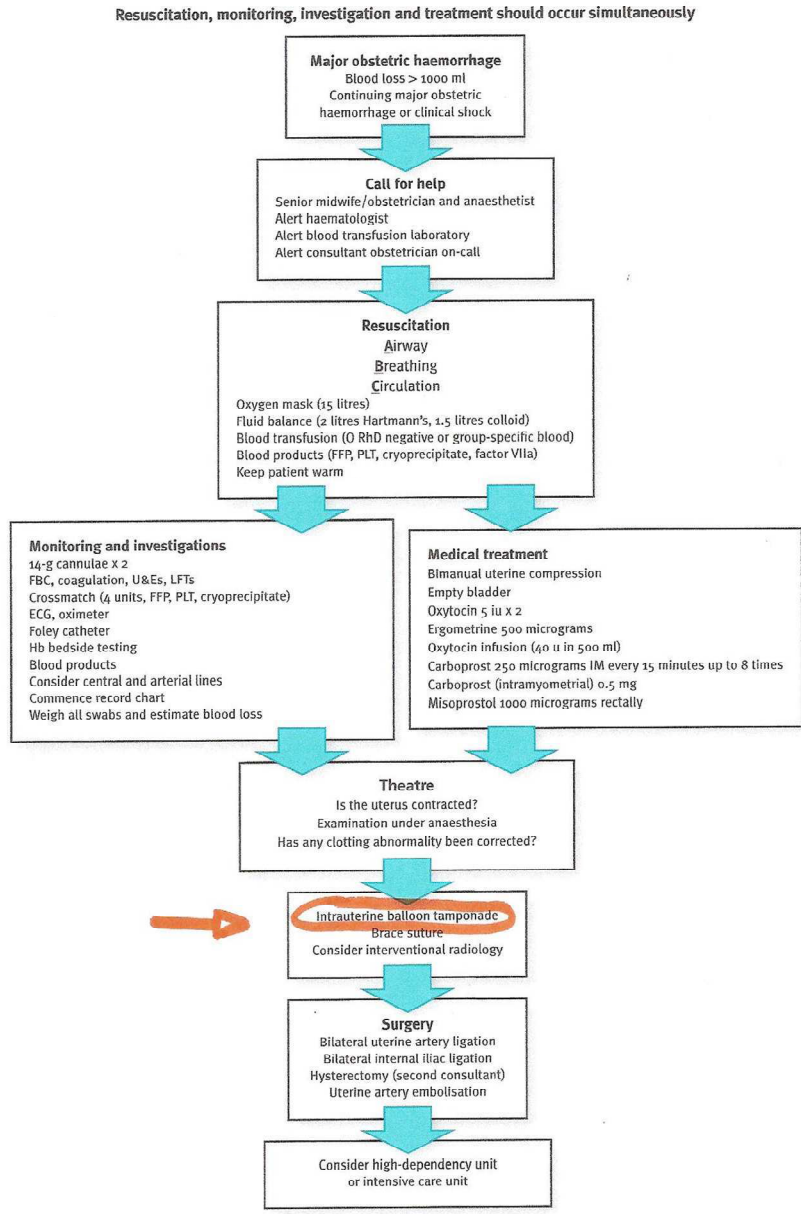 Resuscitation, monitoring, investigation and treatment should occur simultaneously
Major obstetric haemorrhage
Blood loss > 1000 ml
Continuing major obstetric
haemorrhage or clinical shock
Call for help
Senior midwife/obstetrician and anaesthetist
Alert haematologist
Alert blood transfusion laboratory
Alert consultant obstetrician on-call
Resuscitation
Airway
Breathing
Circulation
Oxygen mask (15 litres)
Fluid balance (2 litres Hartmann's, 1.5 litres colloid)
Blood transfusion (O RhD negative or group-specific blood)
Blood products (FFP, PLT, cryoprecipitate, factor VIIa)
Keep patient warm
Monitoring and investigations
14-g cannulae x 2
FBC, coagulation, U&Es, LFTs
Crossmatch (4 units, FFP, PLT, cryoprecipitate)
ECG, oximeter
Foley catheter
Hb bedside testing
Blood products
Consider central and arterial lines
Commence record chart
Weigh all swabs and estimate blood loss
Medical treatment
Bimanual uterine compression
Empty bladder
Oxytocin 5 iu x 2
Ergometrine 500 micrograms
Oxytocin infusion (40 u in 500 ml)
Carboprost 250 micrograms IM every 15 minutes up to 8 times
Carboprost (intramyometrial) 0.5 mg
Misoprostol 1000 micrograms rectally
Theatre
Is the uterus contracted?
Examination under anaesthesia
Has any clotting abnormality been corrected?
Intrauterine balloon tamponade
Brace suture
Consider interventional radiology
Surgery
Bilateral uterine artery ligation
Bilateral internal iliac ligation
Hysterectomy (second consultant)
Uterine artery embolisation
Consider high-dependency unit
or intensive care unit